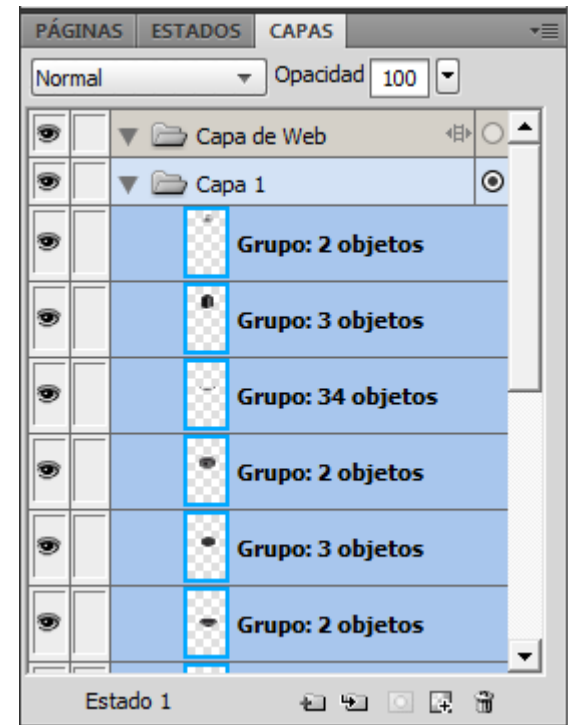 PÁGINAS ESTADOS CAPAS
Normal Opacidad 100
Capa de Web
Capa 1
Grupo: 2 objetos
Grupo: 3 objetos
Grupo: 34 objetos
Grupo: 2 objetos
Grupo: 3 objetos
Grupo: 2 objetos
Estado 1